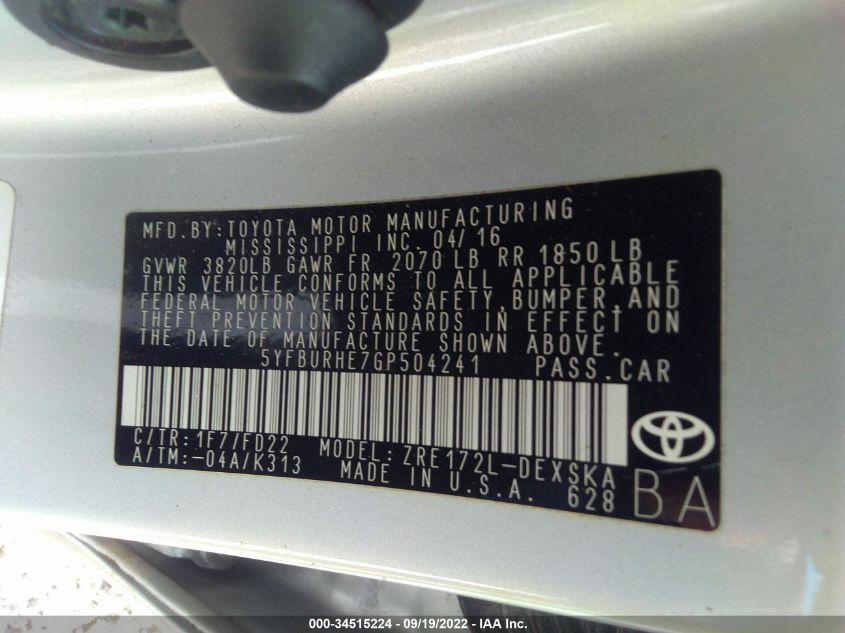 MFD.BY:TOYOTA MOTOR MANUFACTURING
MISSISSIPPI INC. 04/16
GVWR 3820LB GAWR FR 2070 LB RR 1850 LB
THIS VEHICLE CONFORMS TO ALL APPLICABLE
FEDERAL MOTOR VEHICLE SAFETY, BUMPER, AND
THEFT PREVENTION STANDARDS IN EFFECT ON
THE DATE OF MANUFACTURE SHOWN ABOVE.
5YFBURHE7GP504241 PASS.CAR
C/TR: 1F7/FD22 MODEL: ZRE172L-DEXSKA
A/TM:-04A/K313 MADE IN U.S.A. 628
BA
000-34515224 - 09/19/2022 - IAA Inc.